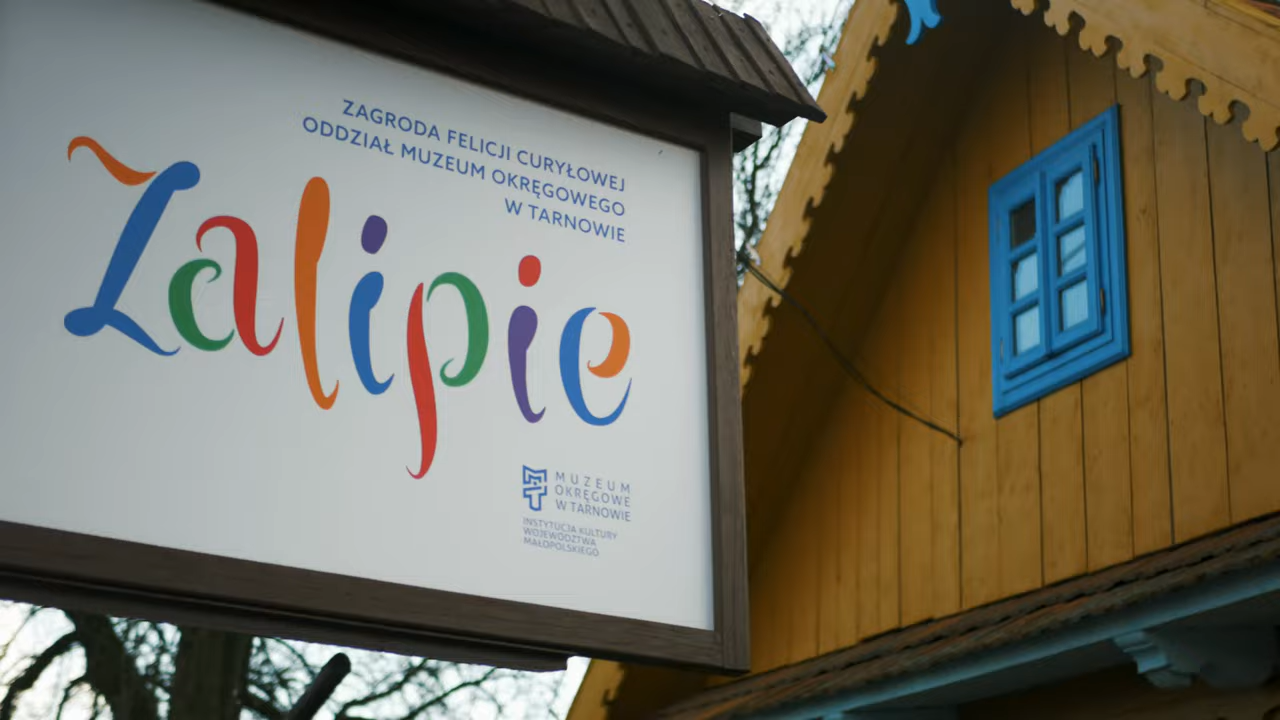 ZAGRODA FELICJI CURYŁOWEJ
ODDZIAŁ MUZEUM OKRĘGOWEGO
W TARNOWIE
Zalipie
MUZEUM
OKRĘGOWE
W TARNOWIE
INSTYTUCJA KULTURY
WOJEWÓDZTWA
MAŁOPOLSKIEGO